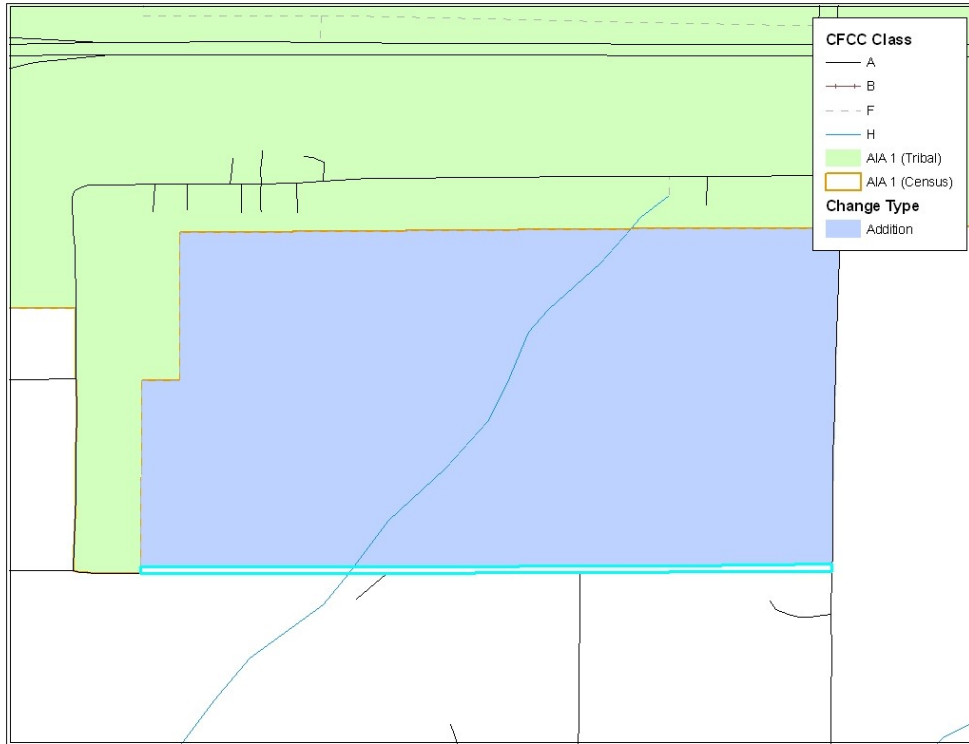 CFCC Class
A
B
F
H
AIA 1 (Tribal)
AIA 1 (Census)
Change Type
Addition